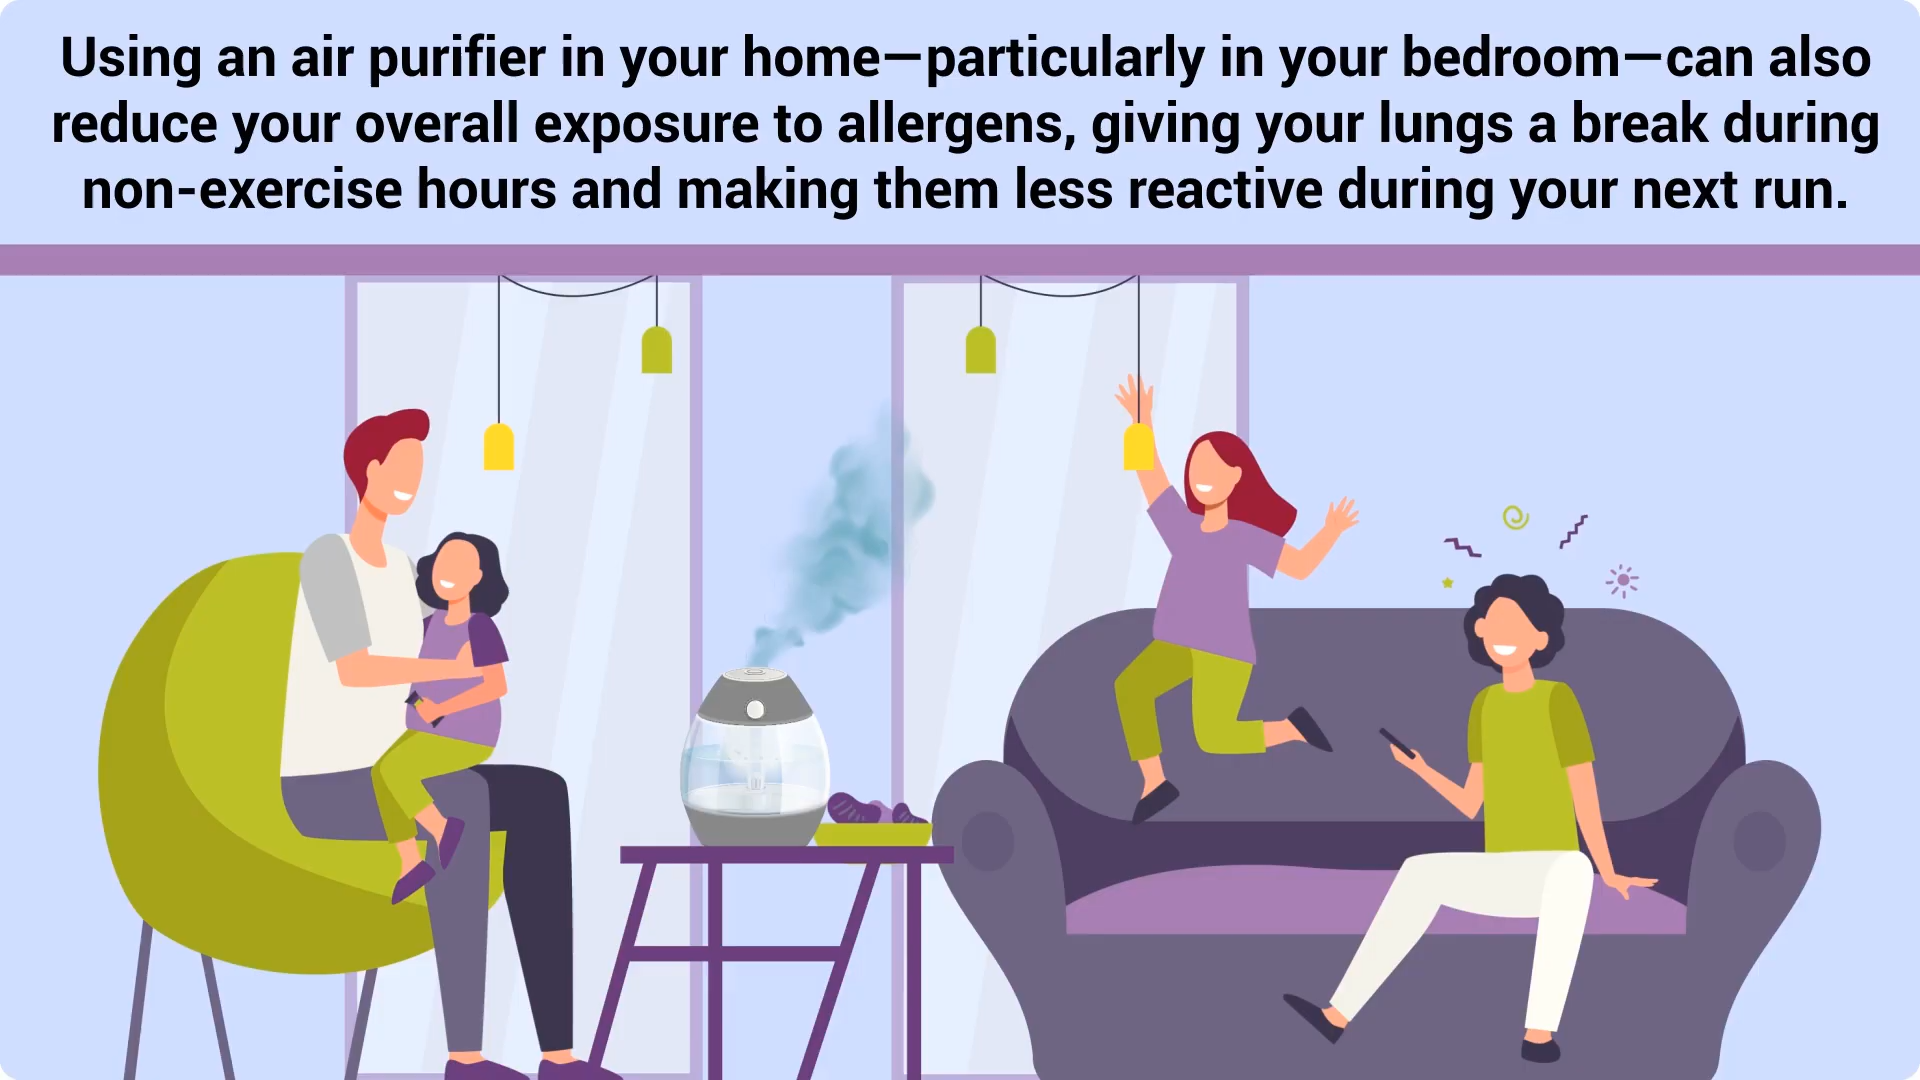 Using an air purifier in your home—particularly in your bedroom—can also
reduce your overall exposure to allergens, giving your lungs a break during
non-exercise hours and making them less reactive during your next run.